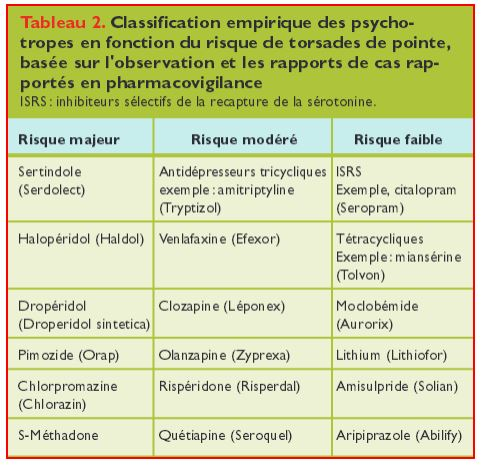 Tableau 2. Classification empirique des psycho-
tropes en fonction du risque de torsades de pointe,
basée sur l'observation et les rapports de cas rap-
portés en pharmacovigilance
ISRS : inhibiteurs sélectifs de la recapture de la sérotonine.
Risque majeur Risque modéré Risque faible
Sertindole Antidépresseurs tricycliques ISRS
(Serdolect) exemple : amitriptyline Exemple, citalopram
(Tryptizol) (Seropram)
Halopéridol (Haldol) Venlafaxine (Efexor) Tétracycliques
Exemple : miansérine
(Tolvon)
Dropéridol Clozapine (Léponex) Moclobémide
(Droperidol sintetica) (Aurorix)
Pimozide (Orap) Olanzapine (Zyprexa) Lithium (Lithiofor)
Chlorpromazine Rispéridone (Risperdal) Amisulpride (Solian)
(Chlorazin)
S-Méthadone Quétiapine (Seroquel) Aripiprazole (Abilify)